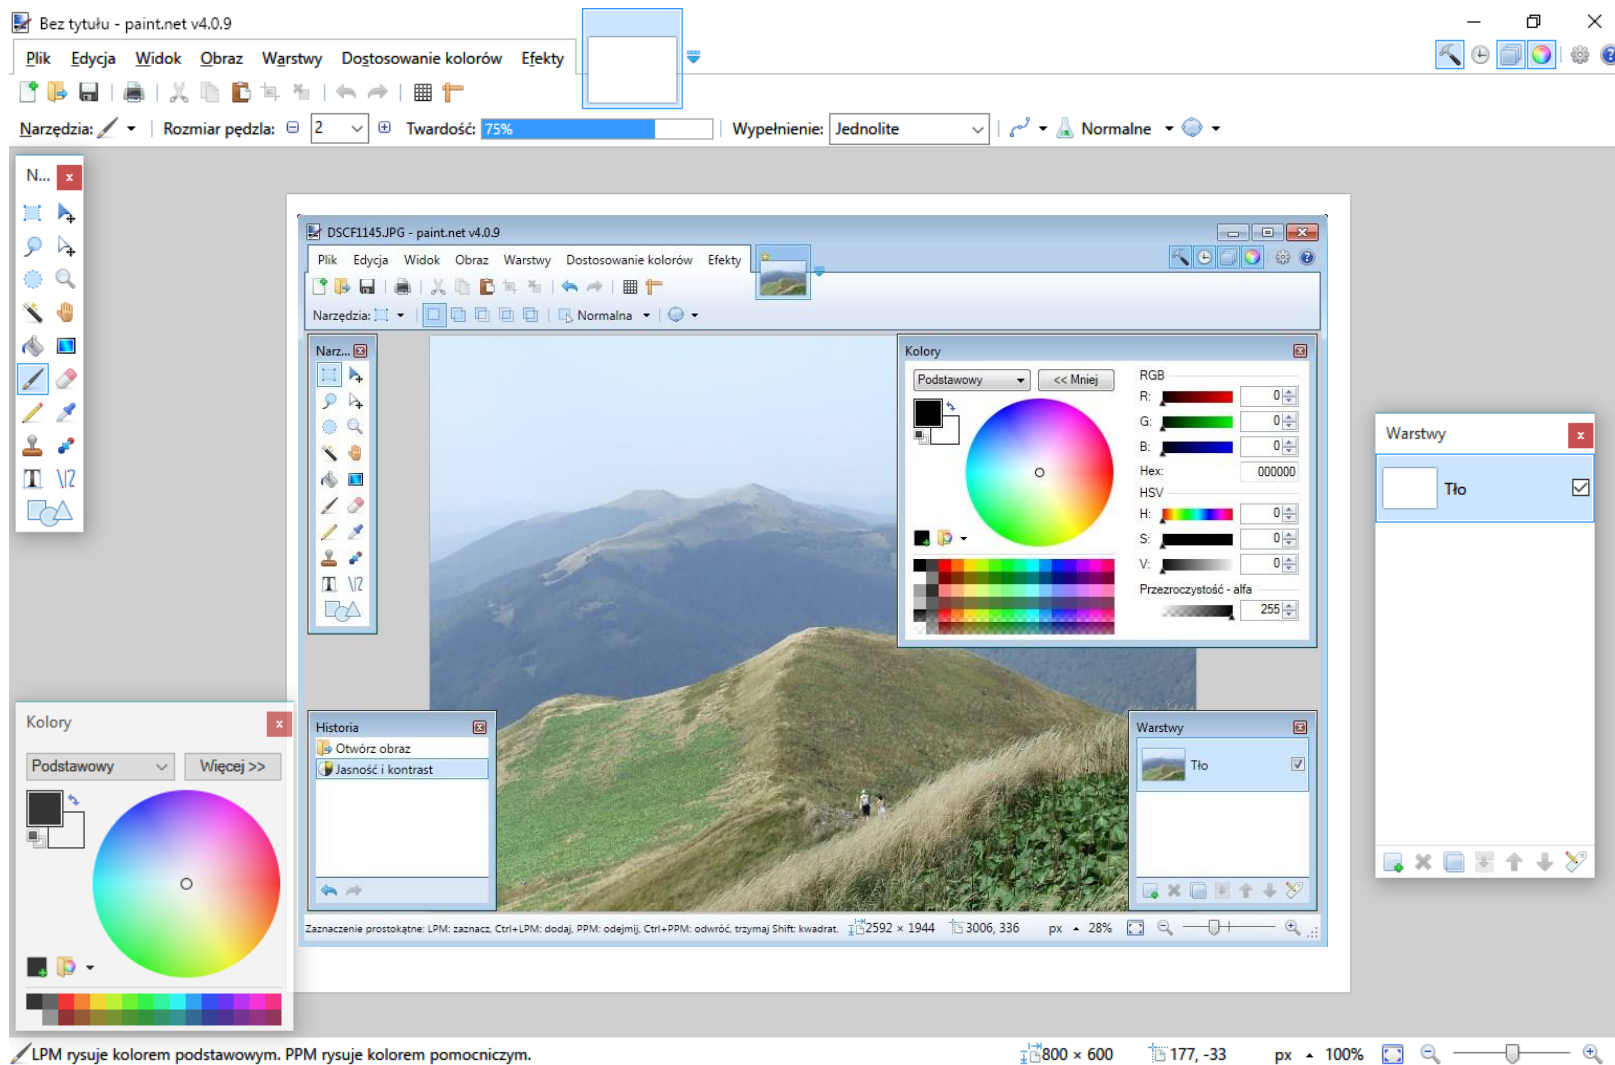 Bez tytułu - paint.net v4.0.9
Plik Edycja Widok Obraz Warstwy Dostosowanie kolorów Efekty
Narzędzia: Rozmiar pędzla: 2 Twardość: 75% Wypełnienie: Jednolite Normalne
N...
DSCF1145.JPG - paint.net v4.0.9
Plik Edycja Widok Obraz Warstwy Dostosowanie kolorów Efekty
Narzędzia: Normalna
Narz...
Kolory
Podstawowy << Mniej
RGB
R: 0
G: 0
B: 0
Hex: 000000
HSV
H: 0
S: 0
V: 0
Przezroczystość - alfa
255
Historia
Otwórz obraz
Jasność i kontrast
Warstwy
Tło
Zaznaczenie prostokątne: LPM: zaznacz, Ctrl+LPM: dodaj, PPM: odejmij, Ctrl+PPM: odwróć, trzymaj Shift: kwadrat. 2592 × 1944 3006, 336 px 28%
Warstwy
Tło
Kolory
Podstawowy Więcej >>
LPM rysuje kolorem podstawowym. PPM rysuje kolorem pomocniczym. 800 × 600 177, -33 px 100%